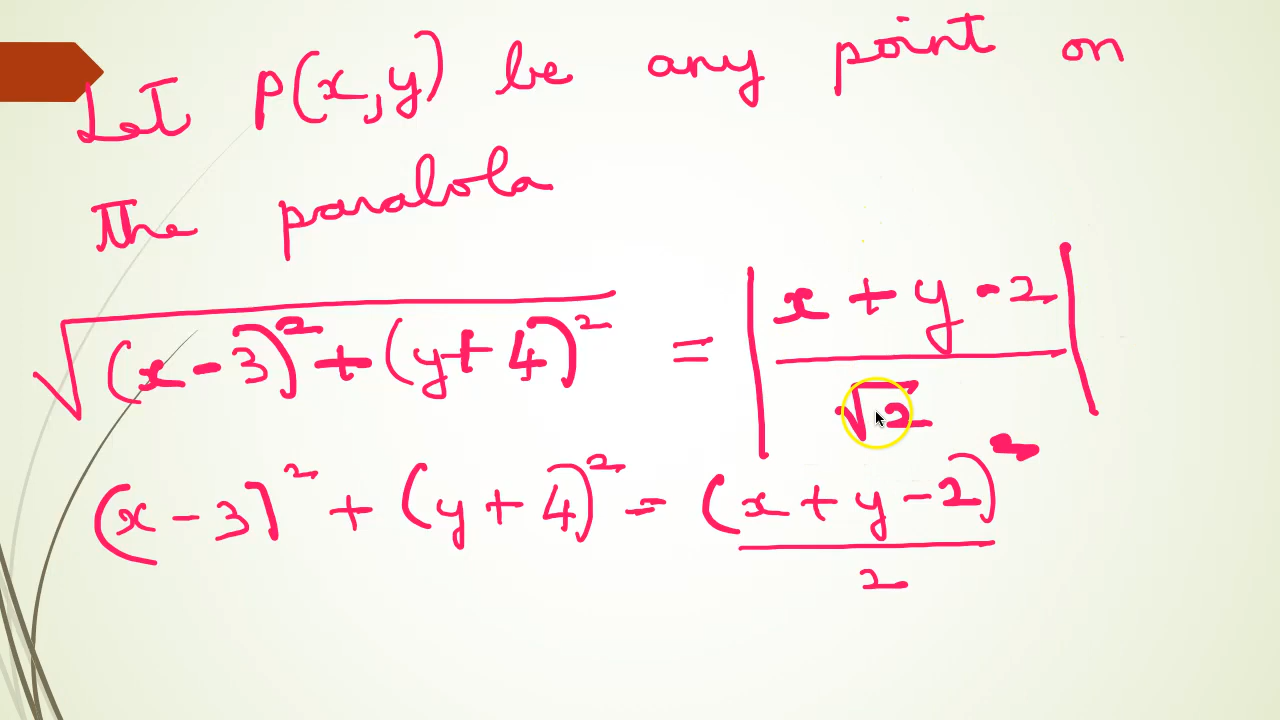 Let P(x,y) be any point on
the parabola
√((x-3)²+(y+4)²) = |(x+y-2)/√2|
(x-3)²+(y+4)² = (x+y-2)²/2